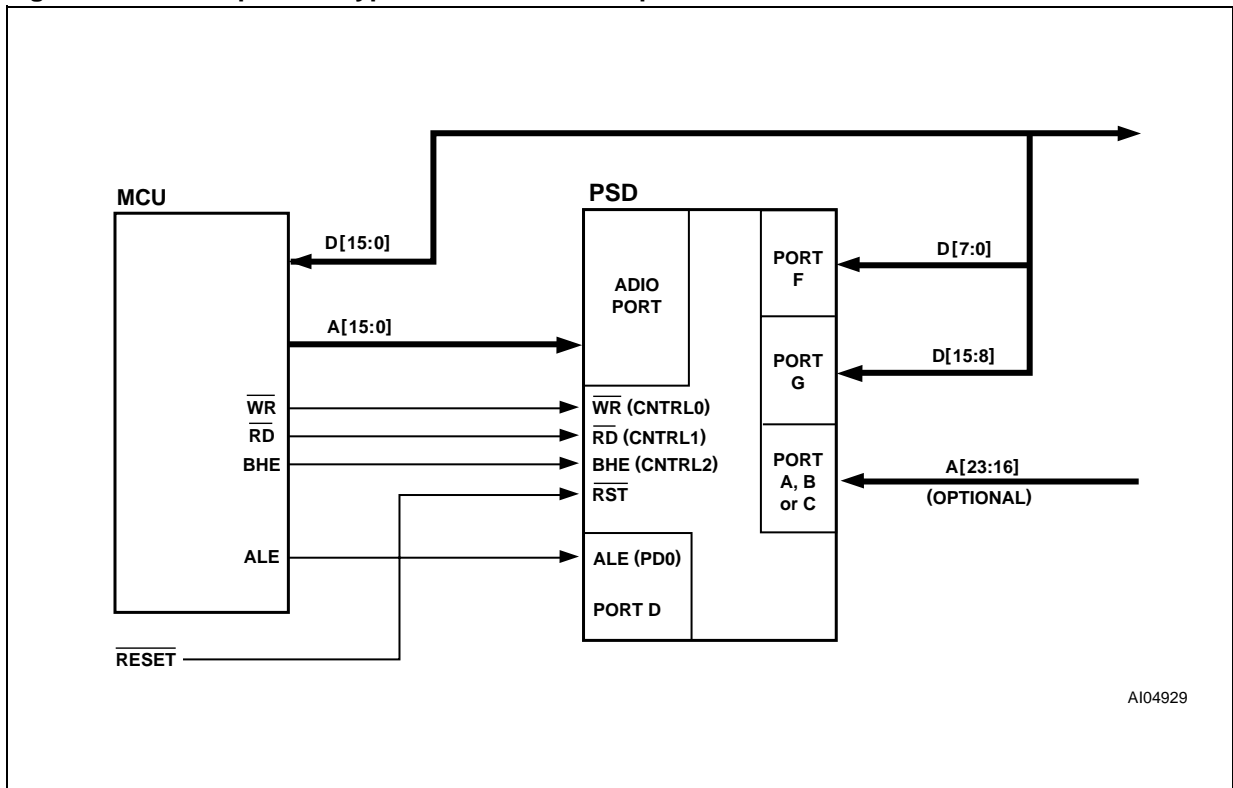 MCU
PSD
D[15:0]
D[7:0]
PORT
F
ADIO
PORT
A[15:0]
PORT
G
D[15:8]
WR
WR (CNTRL0)
RD
RD (CNTRL1)
BHE
BHE (CNTRL2)
PORT
A, B
or C
A[23:16]
(OPTIONAL)
RST
ALE
ALE (PD0)
PORT D
RESET
AI04929